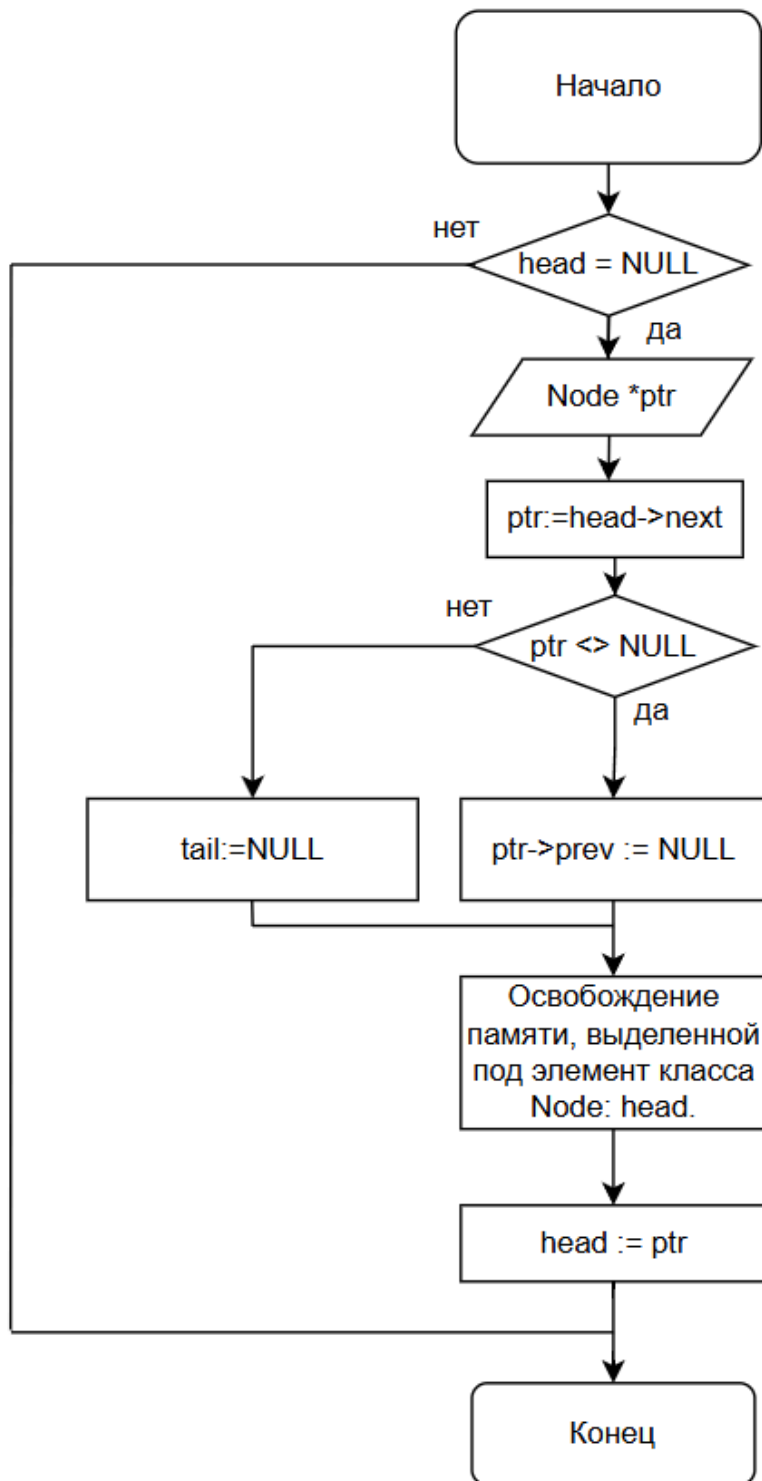 Начало
нет
head = NULL
да
Node *ptr
ptr:=head->next
нет
ptr <> NULL
да
tail:=NULL
ptr->prev := NULL
Освобождение
памяти, выделенной
под элемент класса
Node: head.
head := ptr
Конец